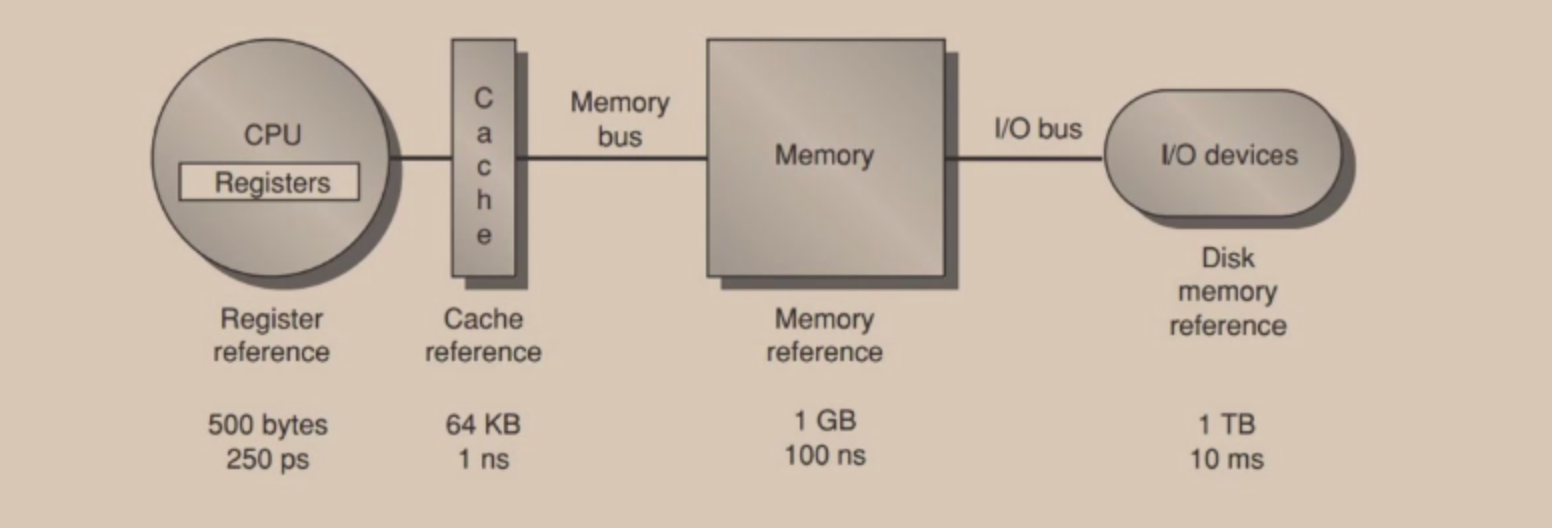 CPU
Registers
C
a
c
h
e
Memory
bus
Memory
I/O bus
I/O devices
Register
reference
500 bytes
250 ps
Cache
reference
64 KB
1 ns
Memory
reference
1 GB
100 ns
Disk
memory
reference
1 TB
10 ms